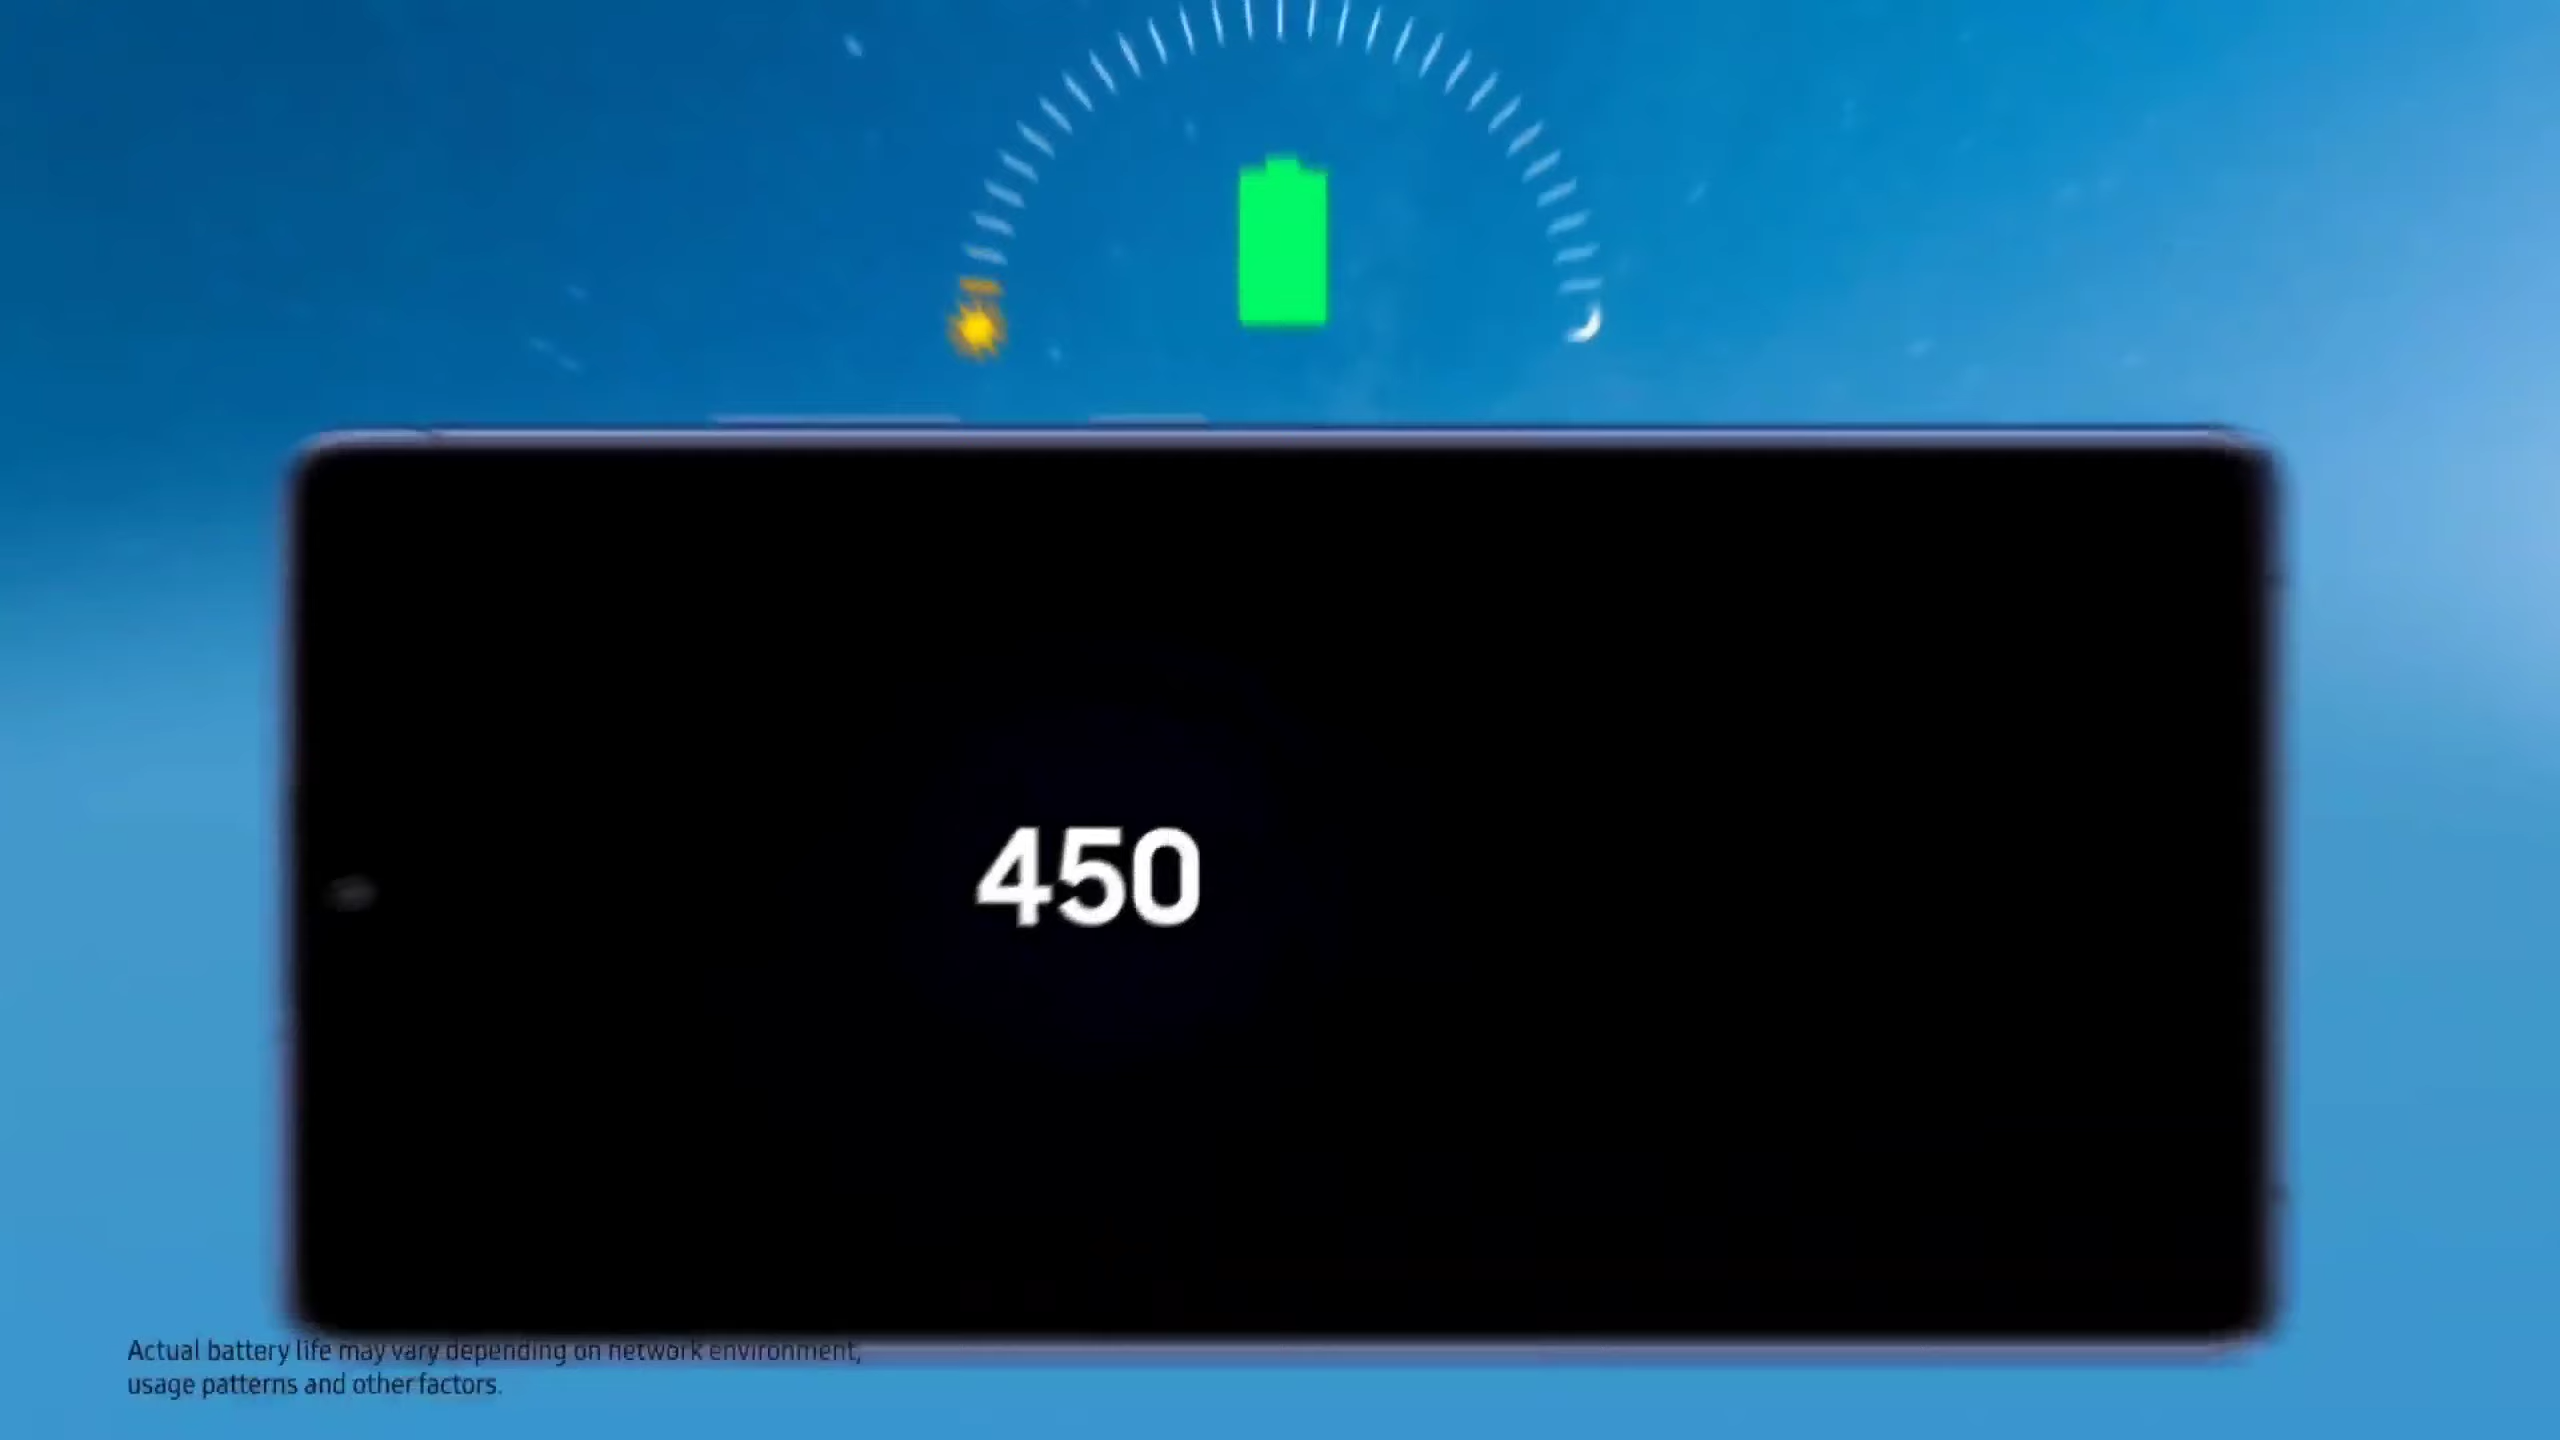 450
Actual battery life may vary depending on network environment,
usage patterns and other factors.